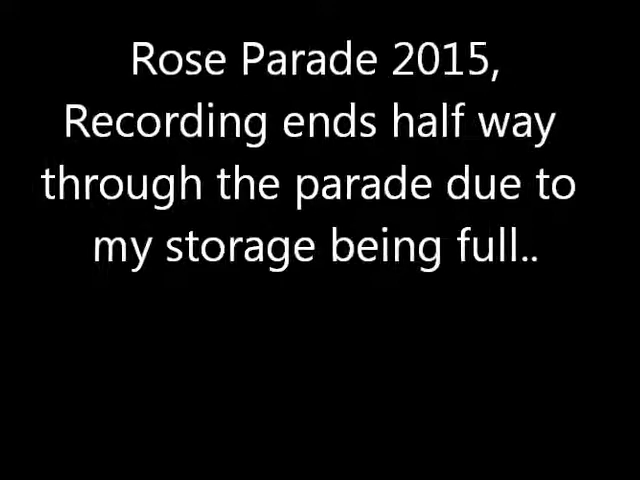 Rose Parade 2015,
Recording ends half way
through the parade due to
my storage being full..